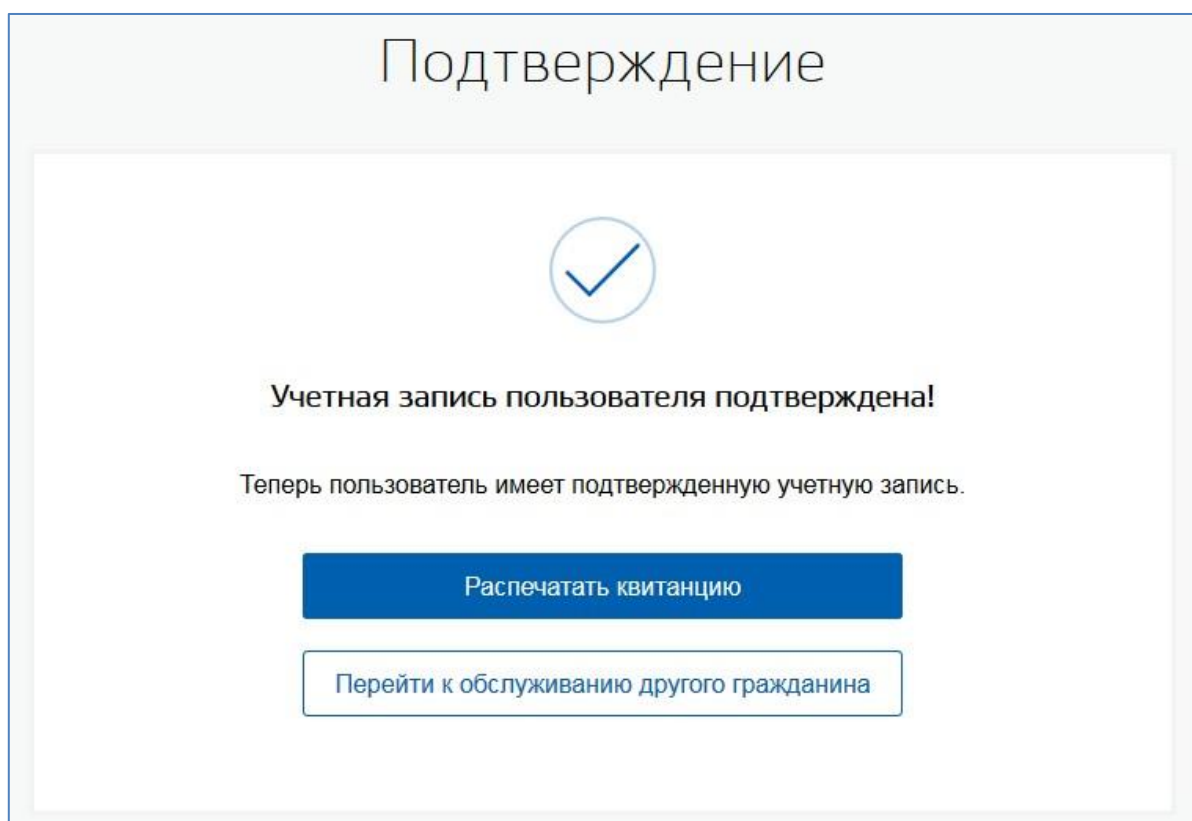 Подтверждение
Учетная запись пользователя подтверждена!
Теперь пользователь имеет подтвержденную учетную запись.
Распечатать квитанцию
Перейти к обслуживанию другого гражданина